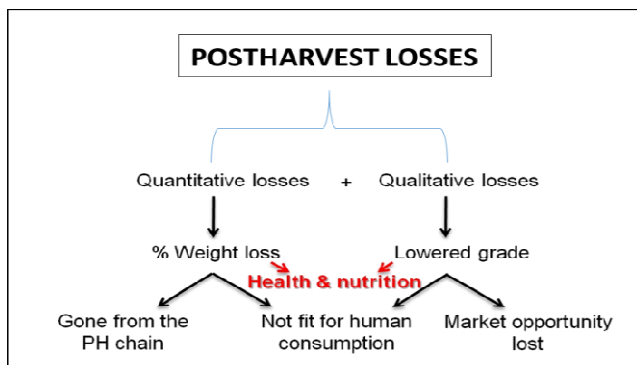 POSTHARVEST LOSSES
Quantitative losses + Qualitative losses
% Weight loss Lowered grade
Health & nutrition
Gone from the Not fit for human Market opportunity
PH chain consumption lost